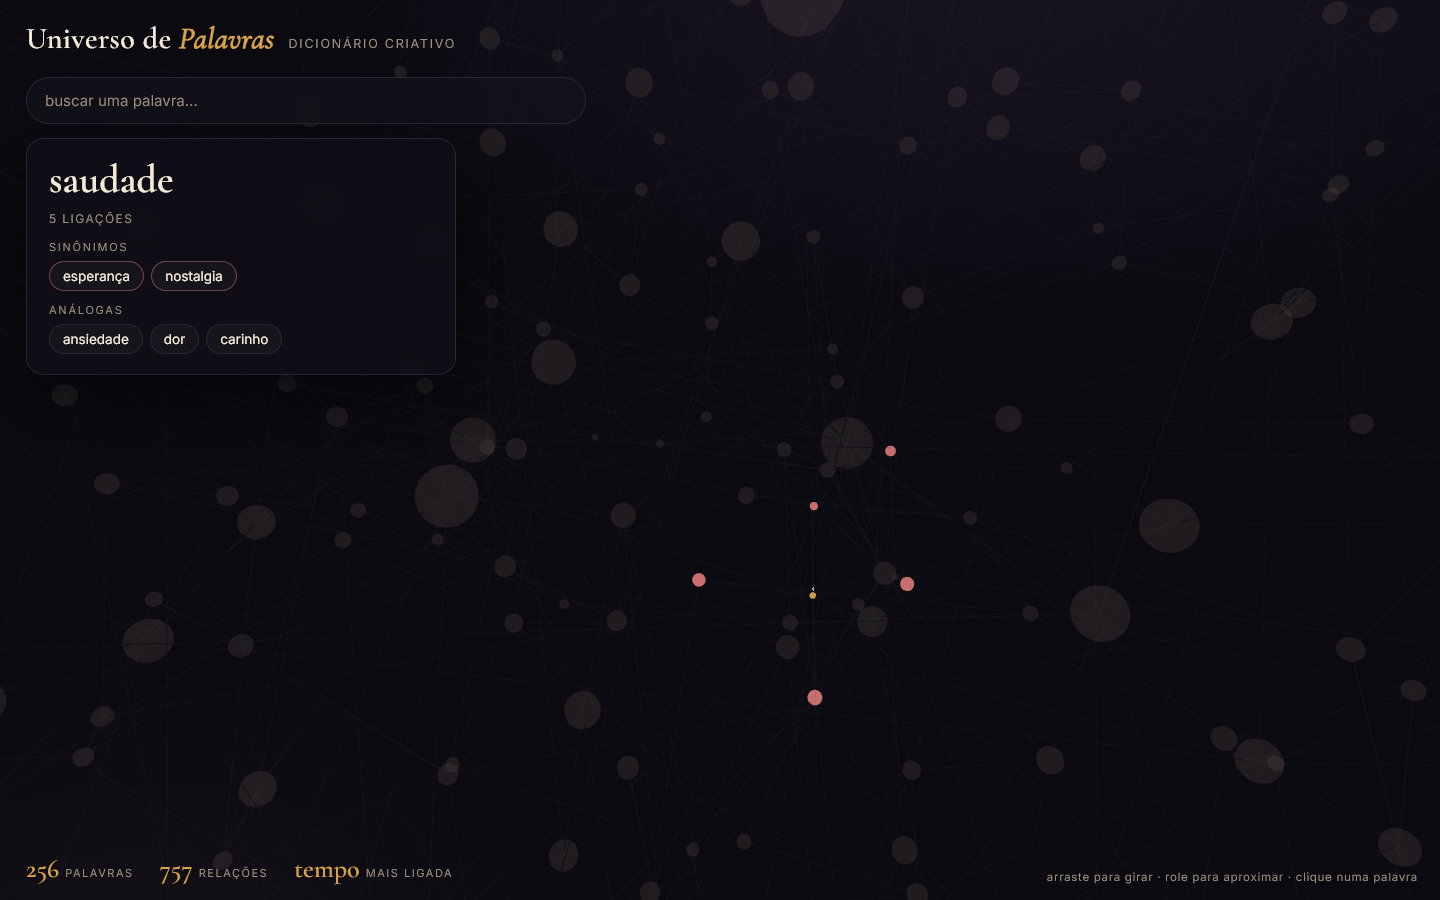 Universo de Palavras DICIONÁRIO CRIATIVO
buscar uma palavra...
saudade
5 LIGAÇÕES
SINÔNIMOS
esperança nostalgia
ANÁLOGAS
ansiedade dor carinho
256 PALAVRAS 757 RELAÇÕES tempo MAIS LIGADA
arraste para girar · role para aproximar · clique numa palavra